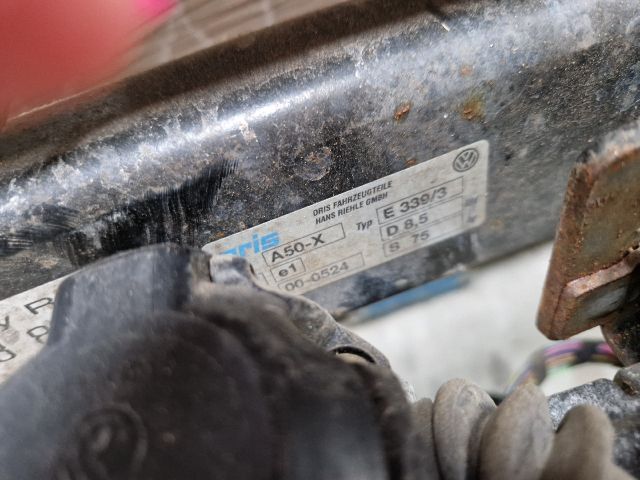 oris
ORIS FAHRZEUGTEILE
HANS RIEHLE GMBH
A50-X Typ E 339/3
e1 D 8,5
00-0524 S 75